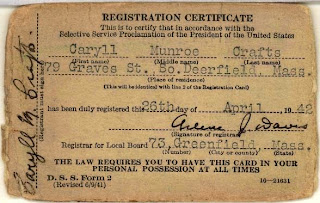 REGISTRATION CERTIFICATE
This is to certify that in accordance with the
Selective Service Proclamation of the President of the United States
Caryll Munroe Crafts
(First name) (Middle name) (Last name)
79 Graves St. So. Deerfield, Mass.
(Place of residence)
(This will be identical with line 2 of the Registration Card)
has been duly registered this 26th day of April, 1942
Arlene J. Davis
(Signature of registrar)
Registrar for Local Board 73, Greenfield, Mass.
(Number) (City or county) (State)
THE LAW REQUIRES YOU TO HAVE THIS CARD IN YOUR
PERSONAL POSSESSION AT ALL TIMES
D. S. S. Form 2
(Revised 6/9/41) 16—21631
Caryll M. Crafts